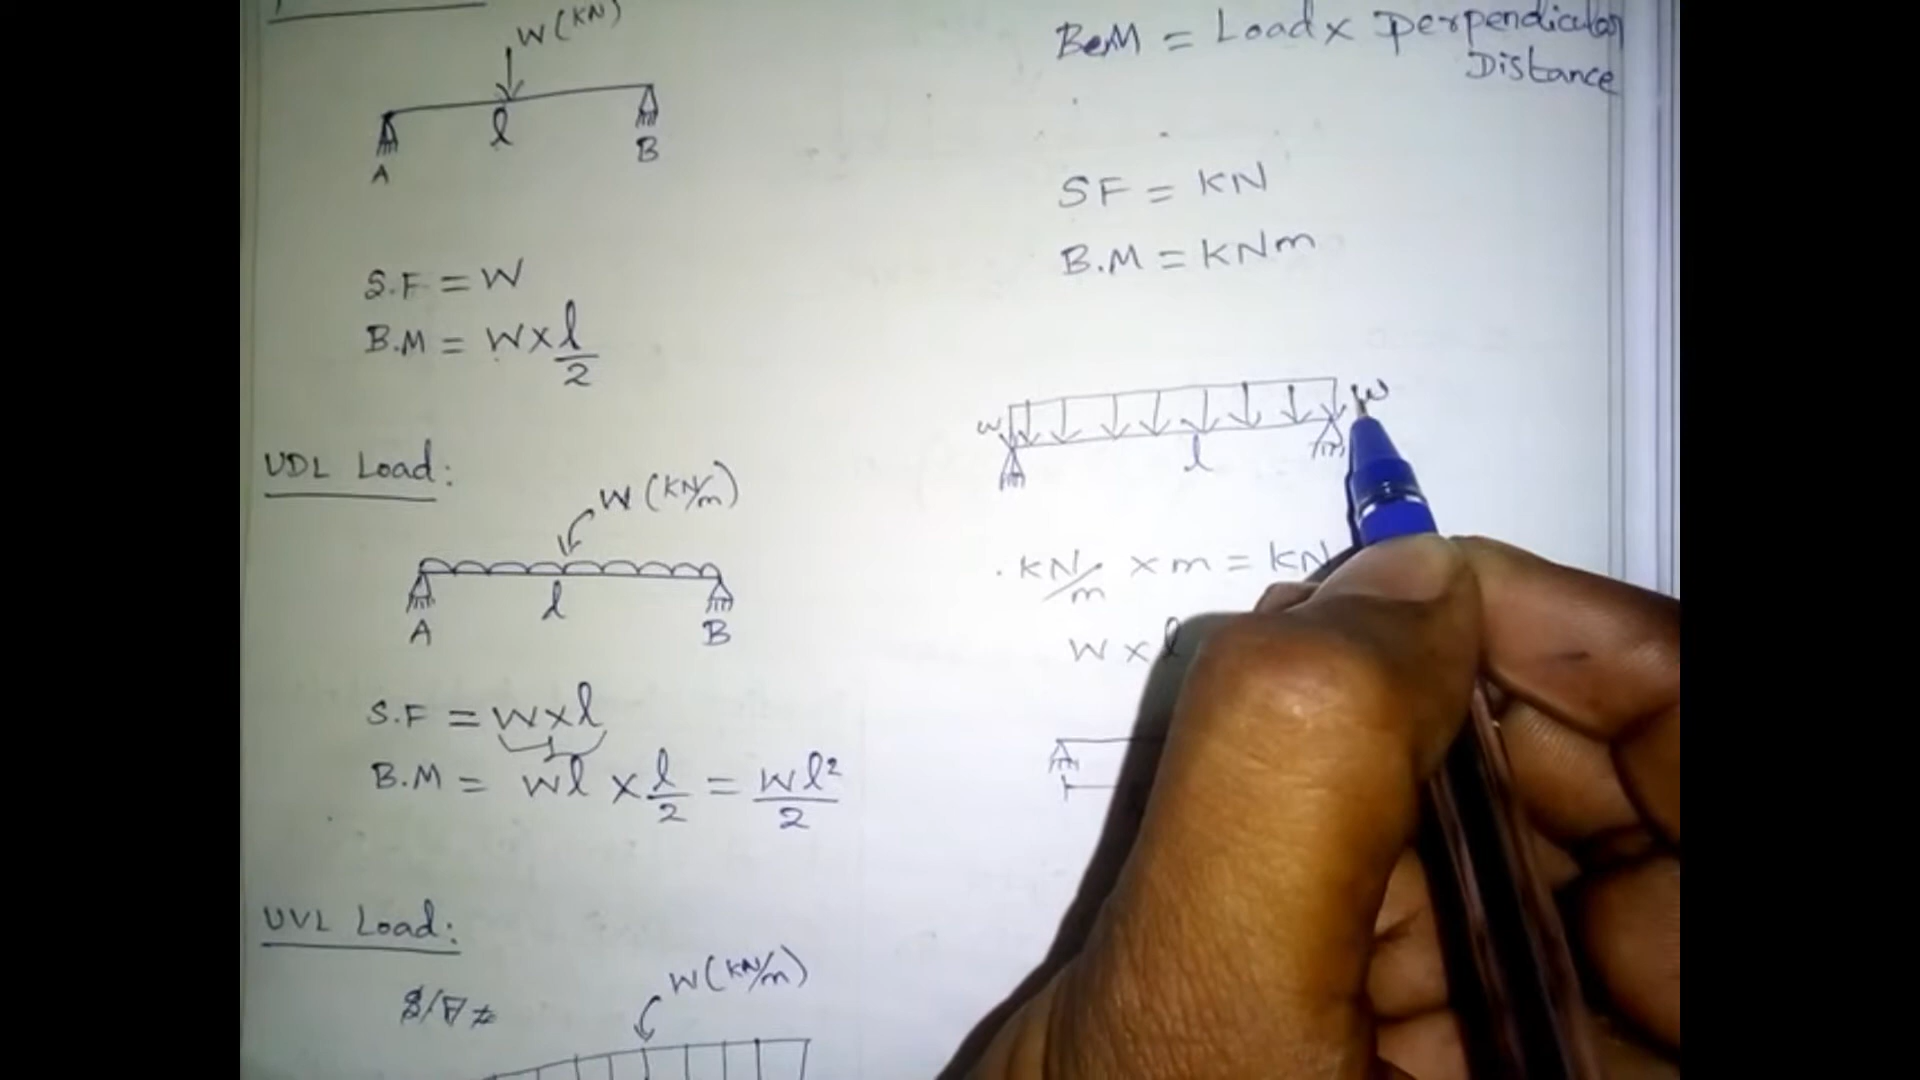 W (KN)
l
A
B
S.F = W
B.M = W x l/2
UDL Load:
W (KN/m)
l
A
B
S.F = W x l
B.M = wl x l/2 = wl²/2
UVL Load:
W (KN/m)
BeM = Load x Perpendicular
Distance
SF = KN
B.M = KNm
w
W
l
KN/m x m = KN
W x l